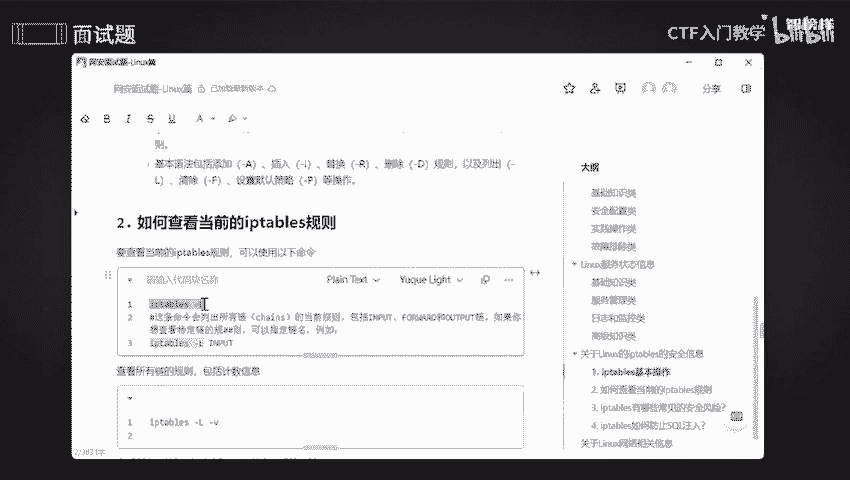 面试题
CTF入门教学
bilibili
网安面试题-Linux篇
网安面试题-Linux篇 已加载最新版本
分享
则。
基本语法包括添加（-A）、插入（-I）、替换（-R）、删除（-D）规则，以及列出（-
L）、清除（-F）、设置默认策略（-P）等操作。
2. 如何查看当前的iptables规则
要查看当前的iptables规则，可以使用以下命令
请输入代码块名称 Plain Text Yuque Light
1 iptables -L
2 #这条命令会列出所有链（chains）的当前规则，包括INPUT、FORWARD和OUTPUT链。如果你
想查看特定链的规##则，可以指定链名，例如：
3 iptables -L INPUT
查看所有链的规则，包括计数信息
1 iptables -L -v
2
大纲
基础知识类
安全配置类
实践操作类
故障排除类
Linux服务状态信息
基础知识类
服务管理类
日志和监控类
高级知识类
关于Linux的iptables的安全信息
1. iptables基本操作
2. 如何查看当前的iptables规则
3. iptables有哪些常见的安全风险？
4. iptables如何防止SQL注入？
关于Linux网络相关信息